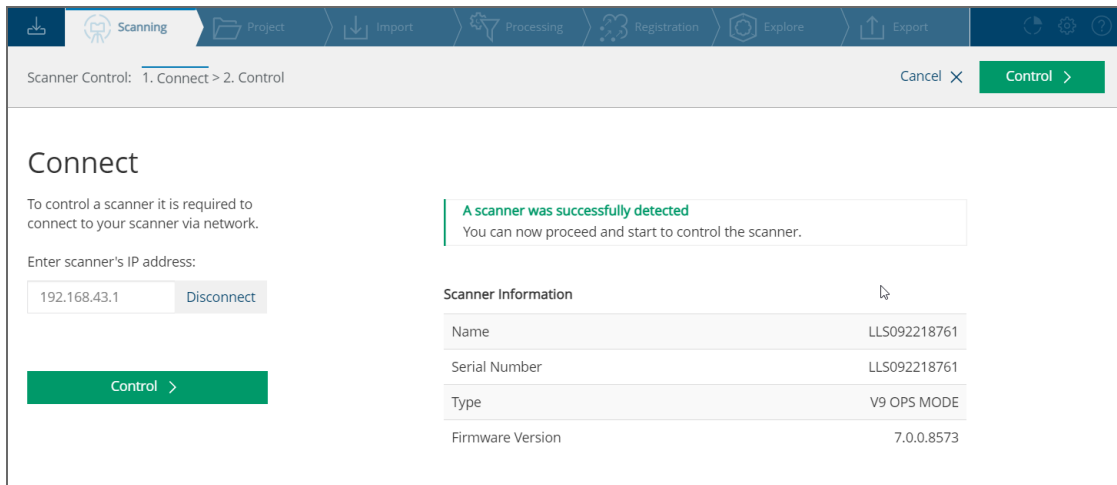 Scanning
Project
Import
Processing
Registration
Explore
Export
Scanner Control: 1. Connect > 2. Control
Cancel
Control
Connect
To control a scanner it is required to
connect to your scanner via network.
Enter scanner's IP address:
192.168.43.1 Disconnect
Control
A scanner was successfully detected
You can now proceed and start to control the scanner.
Scanner Information
Name LLS092218761
Serial Number LLS092218761
Type V9 OPS MODE
Firmware Version 7.0.0.8573